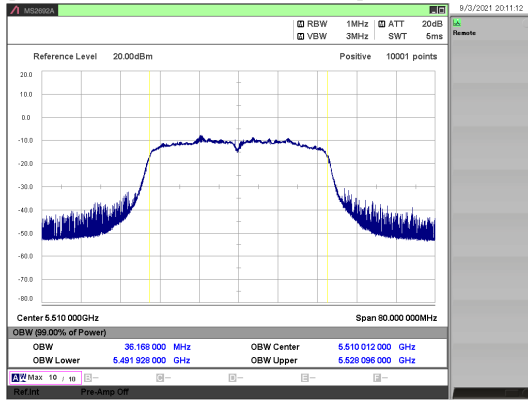 MS2692A
9/3/2021 20:11:12
RBW 1MHz ATT 20dB
VBW 3MHz SWT 5ms
Remote
Reference Level 20.00dBm Positive 10001 points
20.0
10.0
0.0
-10.0
-20.0
-30.0
-40.0
-50.0
-60.0
-70.0
-80.0
Center 5.510 000GHz Span 80.000 000MHz
OBW (99.00% of Power)
OBW 36.168 000 MHz OBW Center 5.510 012 000 GHz
OBW Lower 5.491 928 000 GHz OBW Upper 5.528 096 000 GHz
Max 10 / 10
Ref.Int Pre-Amp Off